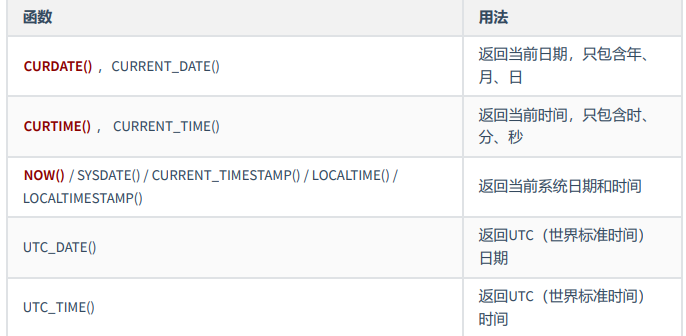 函数 用法
CURDATE() ，CURRENT_DATE() 返回当前日期，只包含年、
月、日
CURTIME() ， CURRENT_TIME() 返回当前时间，只包含时、
分、秒
NOW() / SYSDATE() / CURRENT_TIMESTAMP() / LOCALTIME() /
LOCALTIMESTAMP() 返回当前系统日期和时间
UTC_DATE() 返回UTC（世界标准时间）
日期
UTC_TIME() 返回UTC（世界标准时间）
时间